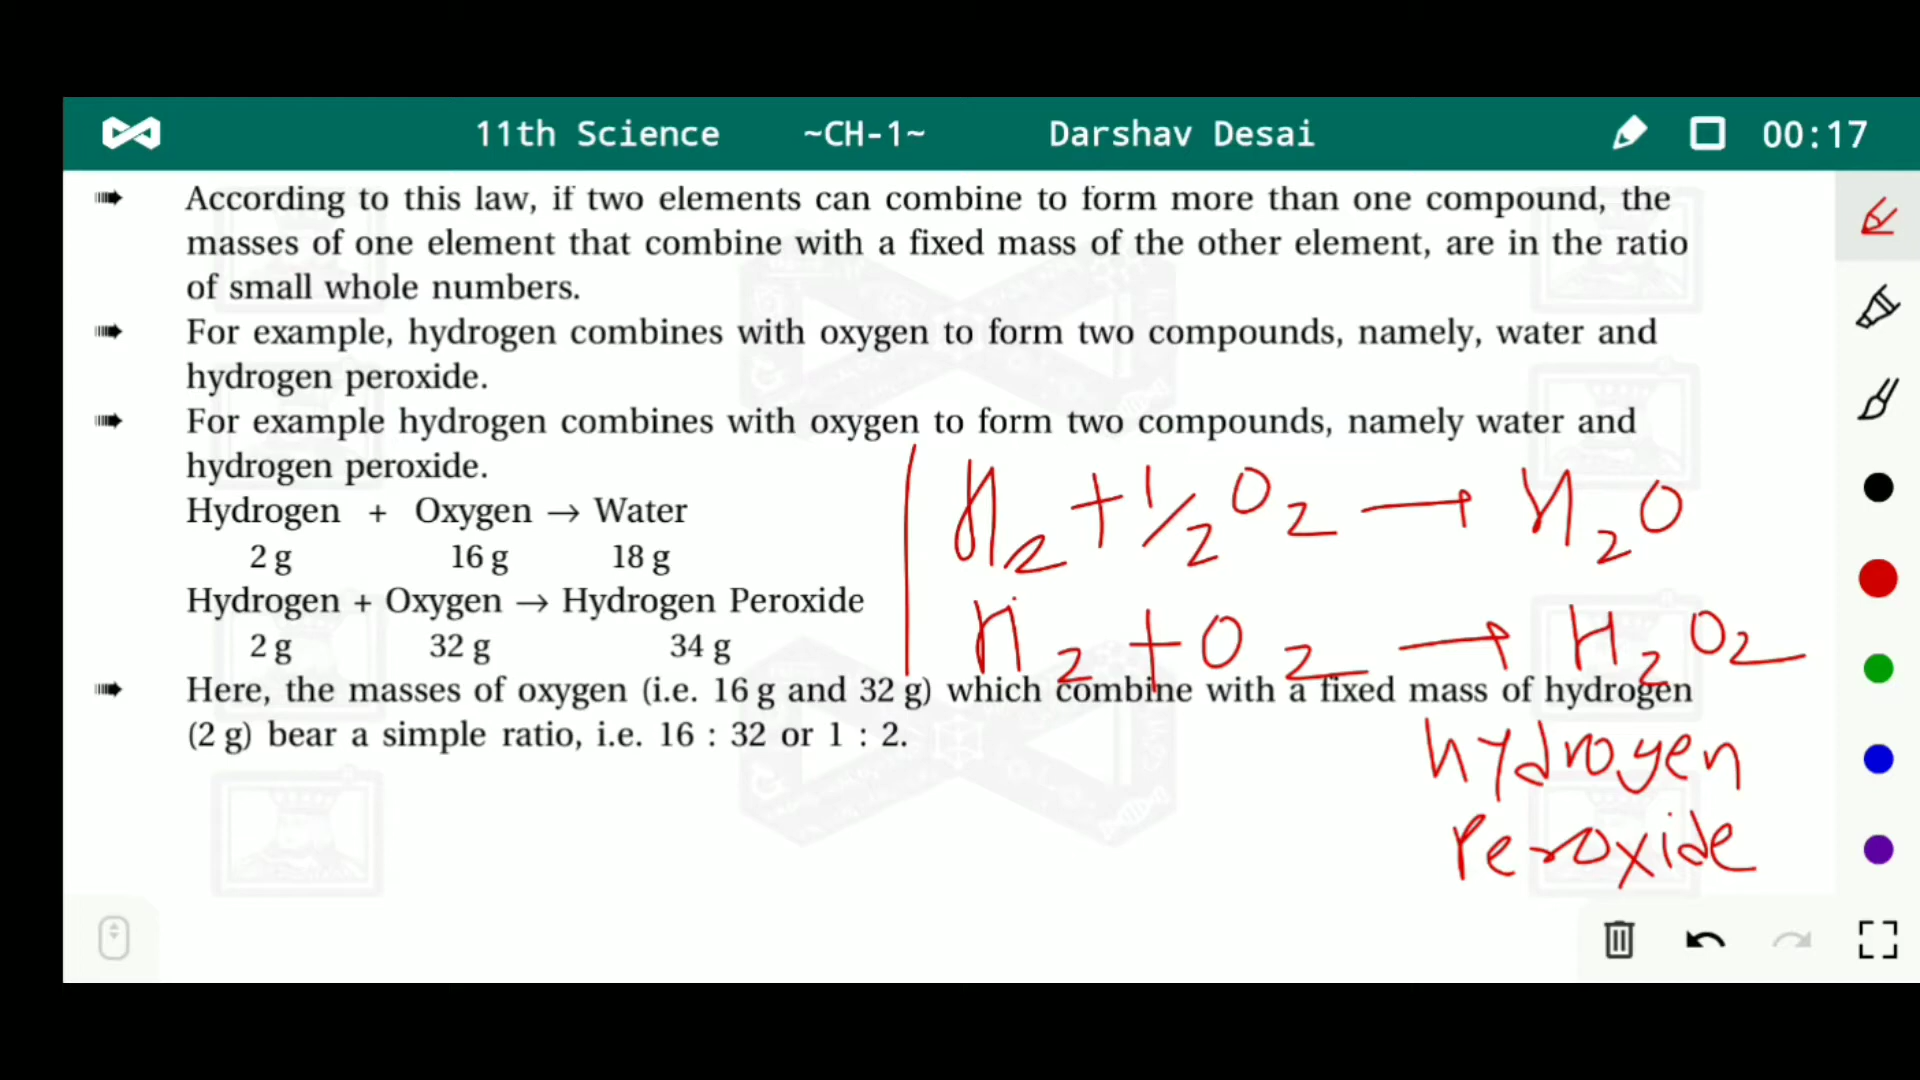 11th Science ~CH-1~ Darshav Desai 00:17
According to this law, if two elements can combine to form more than one compound, the
masses of one element that combine with a fixed mass of the other element, are in the ratio
of small whole numbers.
For example, hydrogen combines with oxygen to form two compounds, namely, water and
hydrogen peroxide.
For example hydrogen combines with oxygen to form two compounds, namely water and
hydrogen peroxide.
Hydrogen + Oxygen → Water
2 g 16 g 18 g
Hydrogen + Oxygen → Hydrogen Peroxide
2 g 32 g 34 g
H₂ + 1/2 O₂ → H₂O
H₂ + O₂ → H₂O₂
hydrogen
Peroxide
Here, the masses of oxygen (i.e. 16 g and 32 g) which combine with a fixed mass of hydrogen
(2 g) bear a simple ratio, i.e. 16 : 32 or 1 : 2.